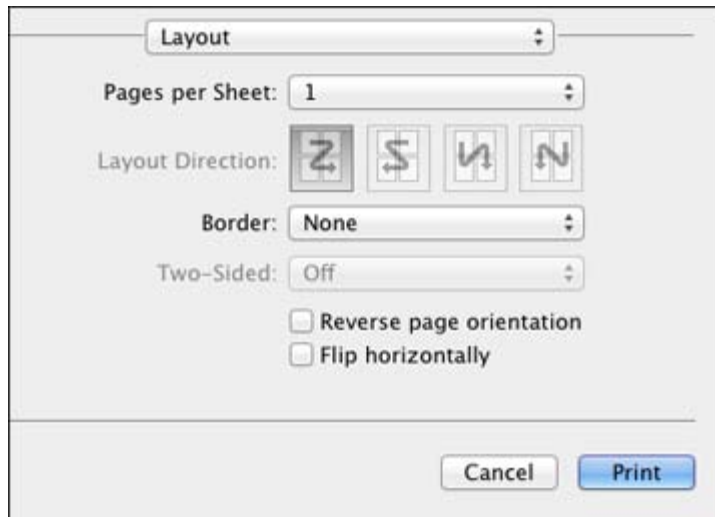 Layout
Pages per Sheet: 1
Layout Direction:
Border: None
Two-Sided: Off
Reverse page orientation
Flip horizontally
Cancel Print